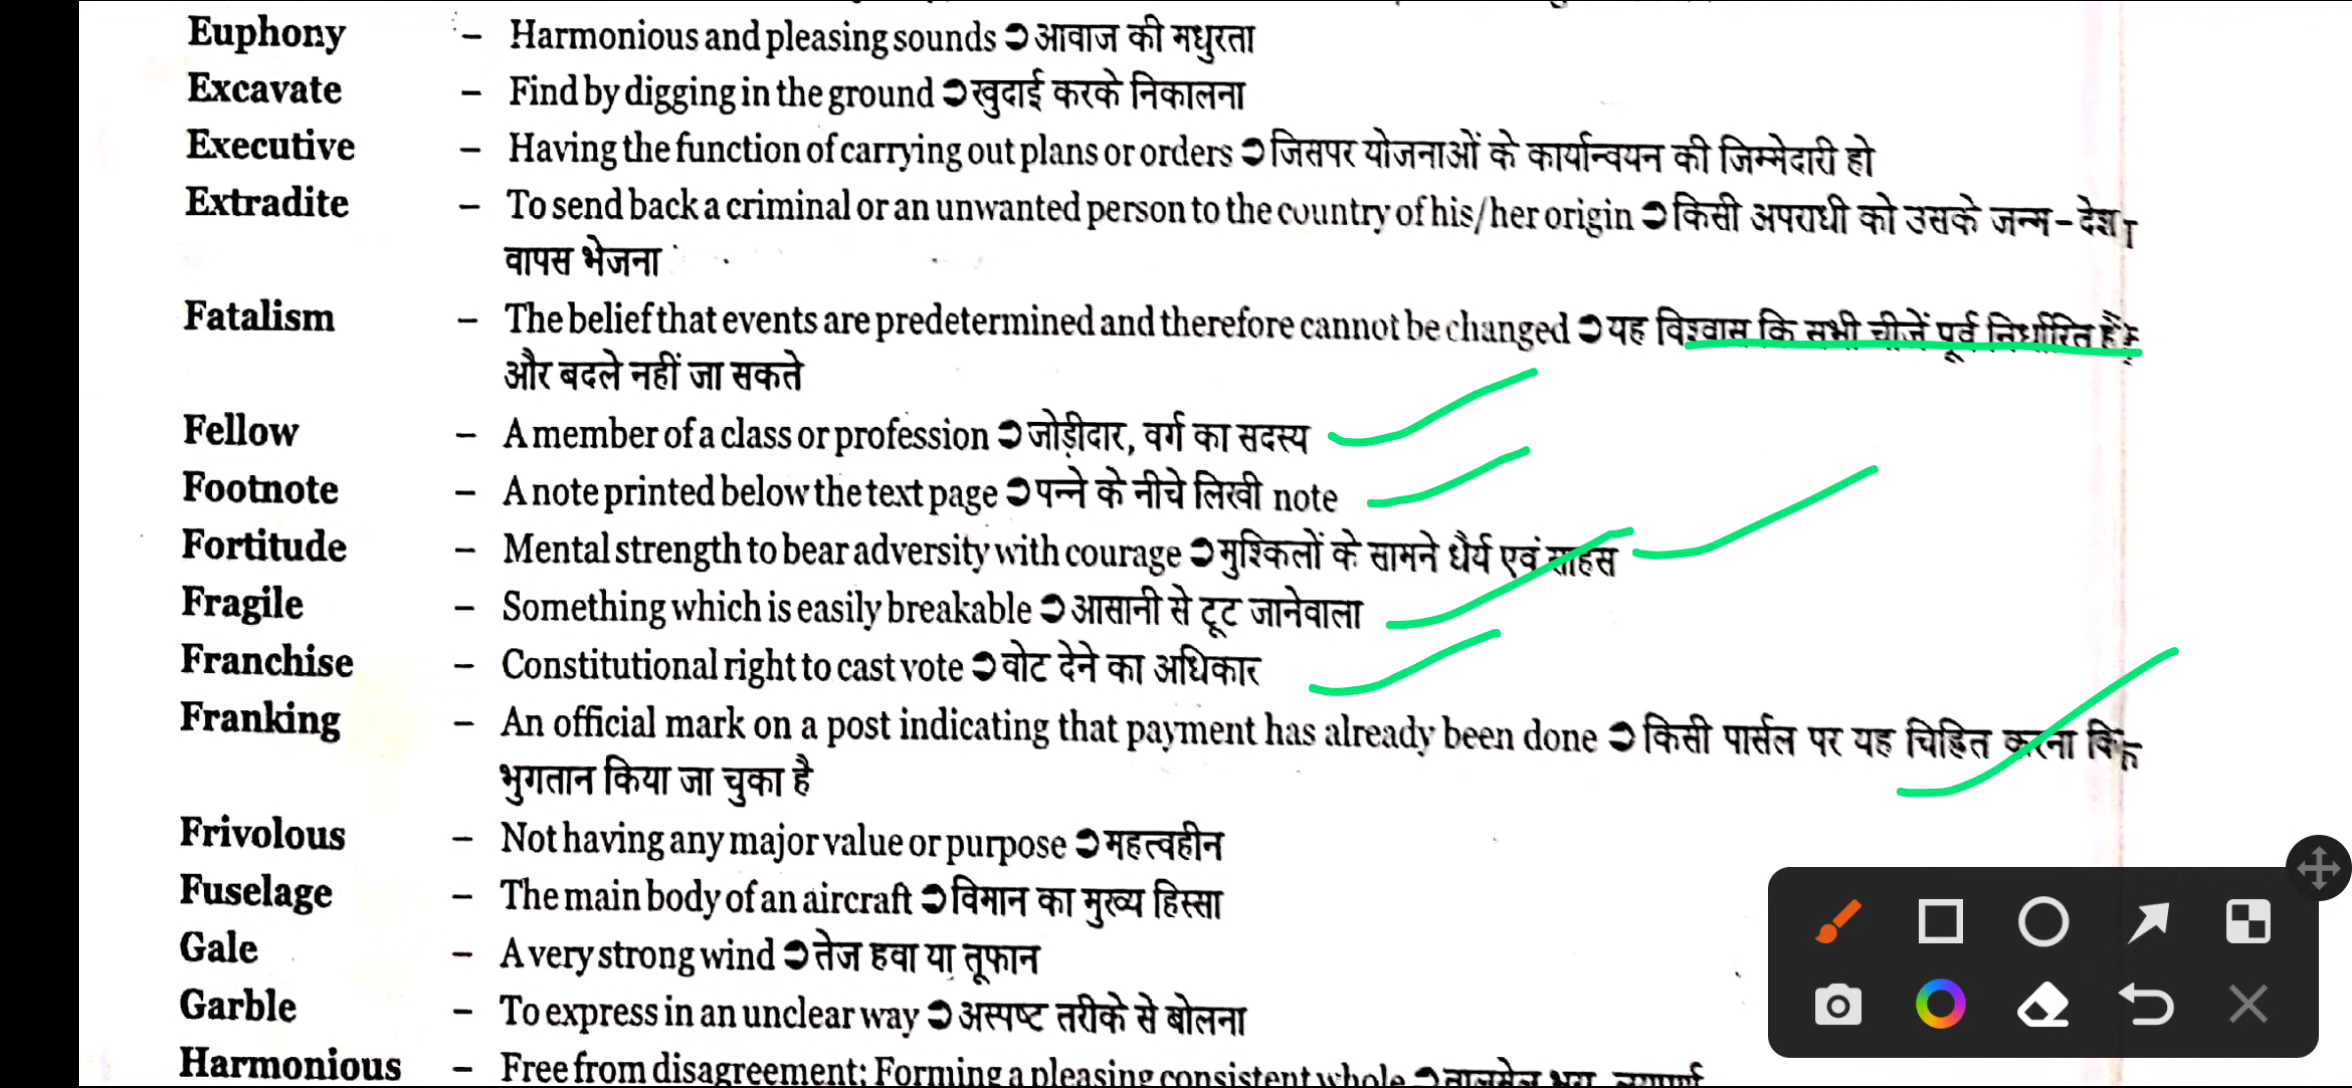 Euphony – Harmonious and pleasing sounds ➲ आवाज की मधुरता
Excavate – Find by digging in the ground ➲ खुदाई करके निकालना
Executive – Having the function of carrying out plans or orders ➲ जिसपर योजनाओं के कार्यान्वयन की जिम्मेदारी हो
Extradite – To send back a criminal or an unwanted person to the country of his/her origin ➲ किसी अपराधी को उसके जन्म-देश
वापस भेजना
Fatalism – The belief that events are predetermined and therefore cannot be changed ➲ यह विश्वास कि सभी चीजें पूर्व निर्धारित हैं
और बदले नहीं जा सकते
Fellow – A member of a class or profession ➲ जोड़ीदार, वर्ग का सदस्य
Footnote – A note printed below the text page ➲ पन्ने के नीचे लिखी note
Fortitude – Mental strength to bear adversity with courage ➲ मुश्किलों के सामने धैर्य एवं साहस
Fragile – Something which is easily breakable ➲ आसानी से टूट जानेवाला
Franchise – Constitutional right to cast vote ➲ वोट देने का अधिकार
Franking – An official mark on a post indicating that payment has already been done ➲ किसी पार्सल पर यह चिह्नित करना कि
भुगतान किया जा चुका है
Frivolous – Not having any major value or purpose ➲ महत्वहीन
Fuselage – The main body of an aircraft ➲ विमान का मुख्य हिस्सा
Gale – A very strong wind ➲ तेज हवा या तूफान
Garble – To express in an unclear way ➲ अस्पष्ट तरीके से बोलना
Harmonious – Free from disagreement; Forming a pleasing consistent whole ➲